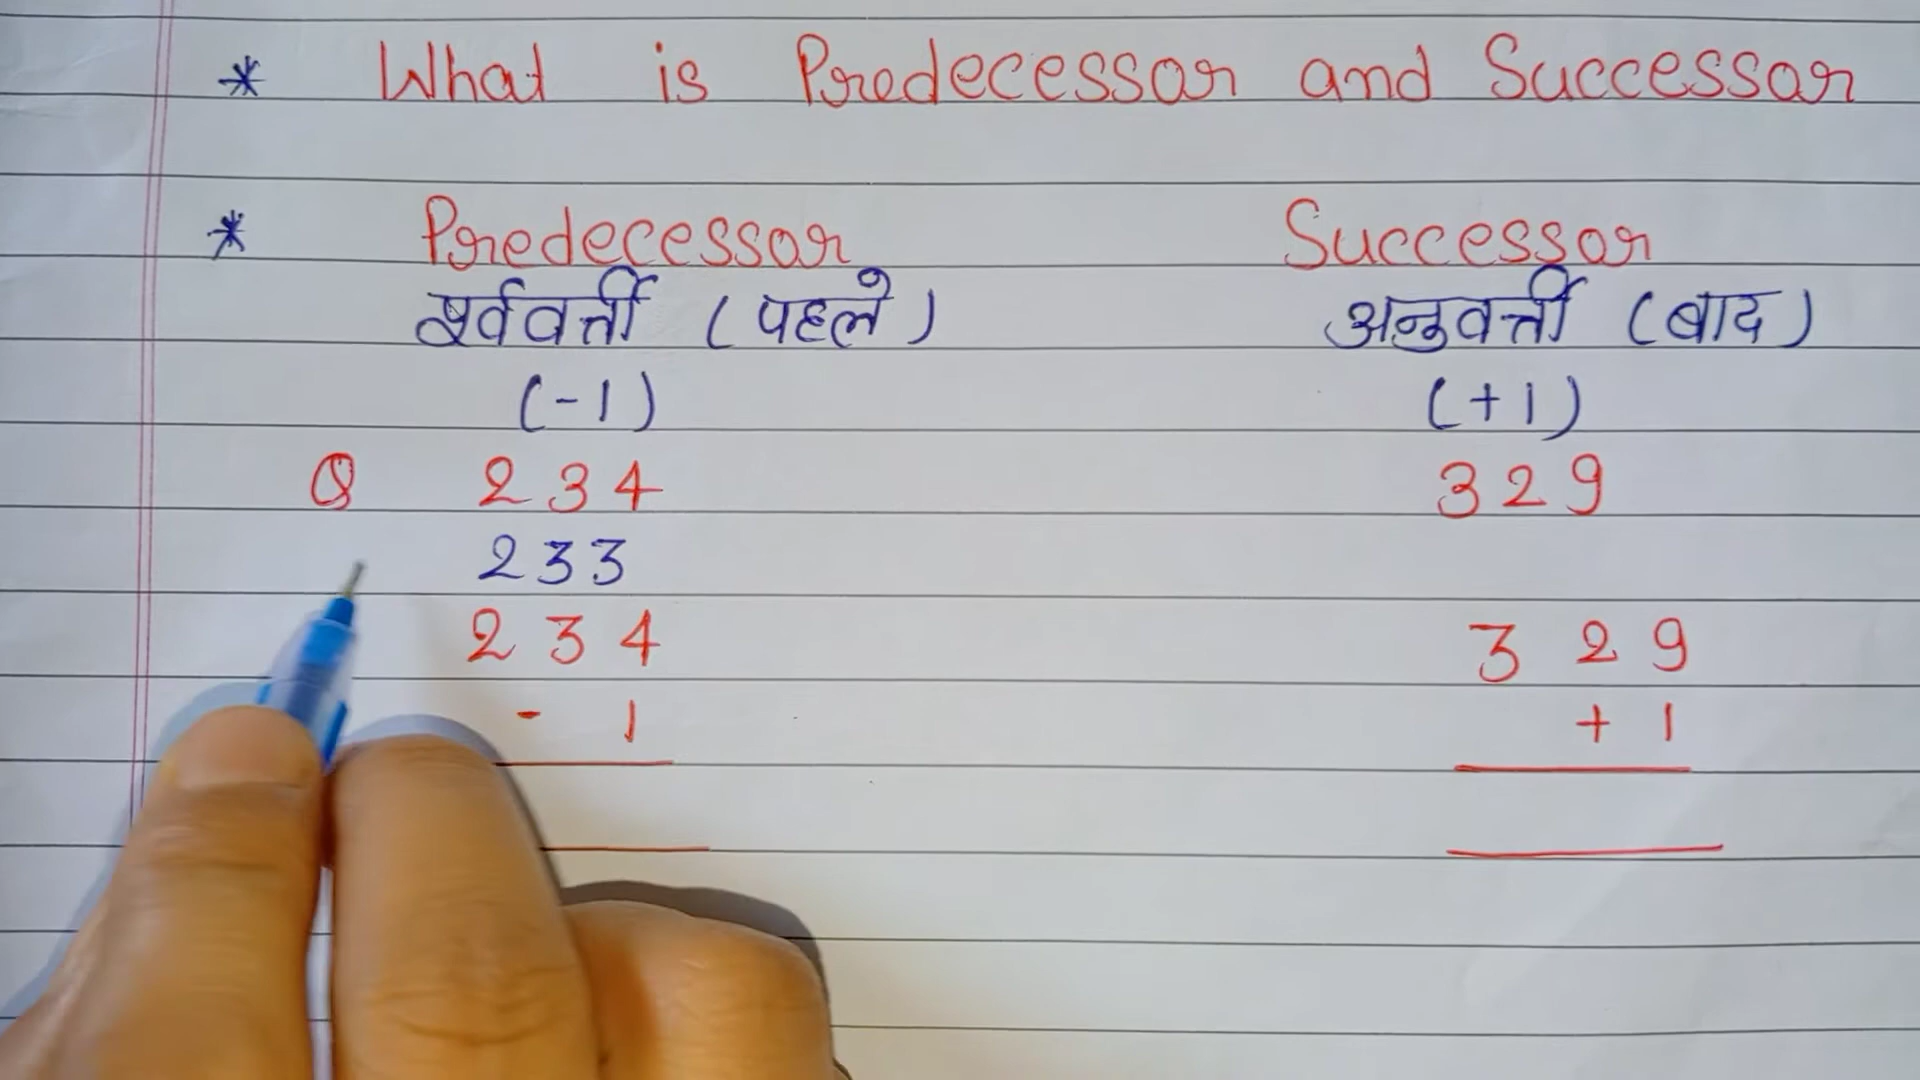 * What is Predecessor and Successor
* Predecessor Successor
पूर्ववर्ती (पहले) अनुवर्ती (बाद)
(-1) (+1)
Q 234 329
233
234 329
- 1 + 1